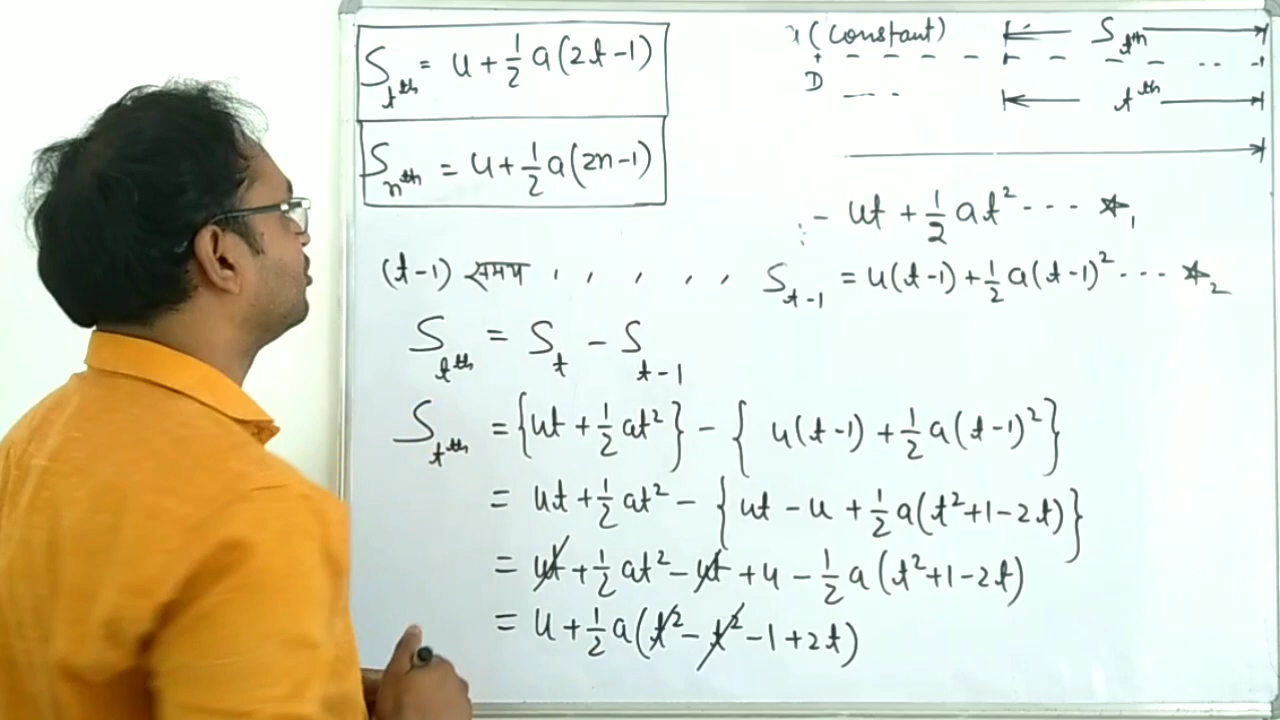 S_tth = u + 1/2 a(2t-1)
S_nth = u + 1/2 a(2n-1)
(constant)
S_tth
D
tth
- ut + 1/2 at² --- ☆₁
(t-1) समय , , , , , S_t-1 = u(t-1) + 1/2 a(t-1)² --- ☆₂
S_tth = S_t - S_t-1
S_tth = {ut + 1/2 at²} - { u(t-1) + 1/2 a(t-1)²}
= ut + 1/2 at² - {ut - u + 1/2 a(t²+1-2t)}
= ut + 1/2 at² - ut + u - 1/2 a(t²+1-2t)
= u + 1/2 a(t² - t² - 1 + 2t)